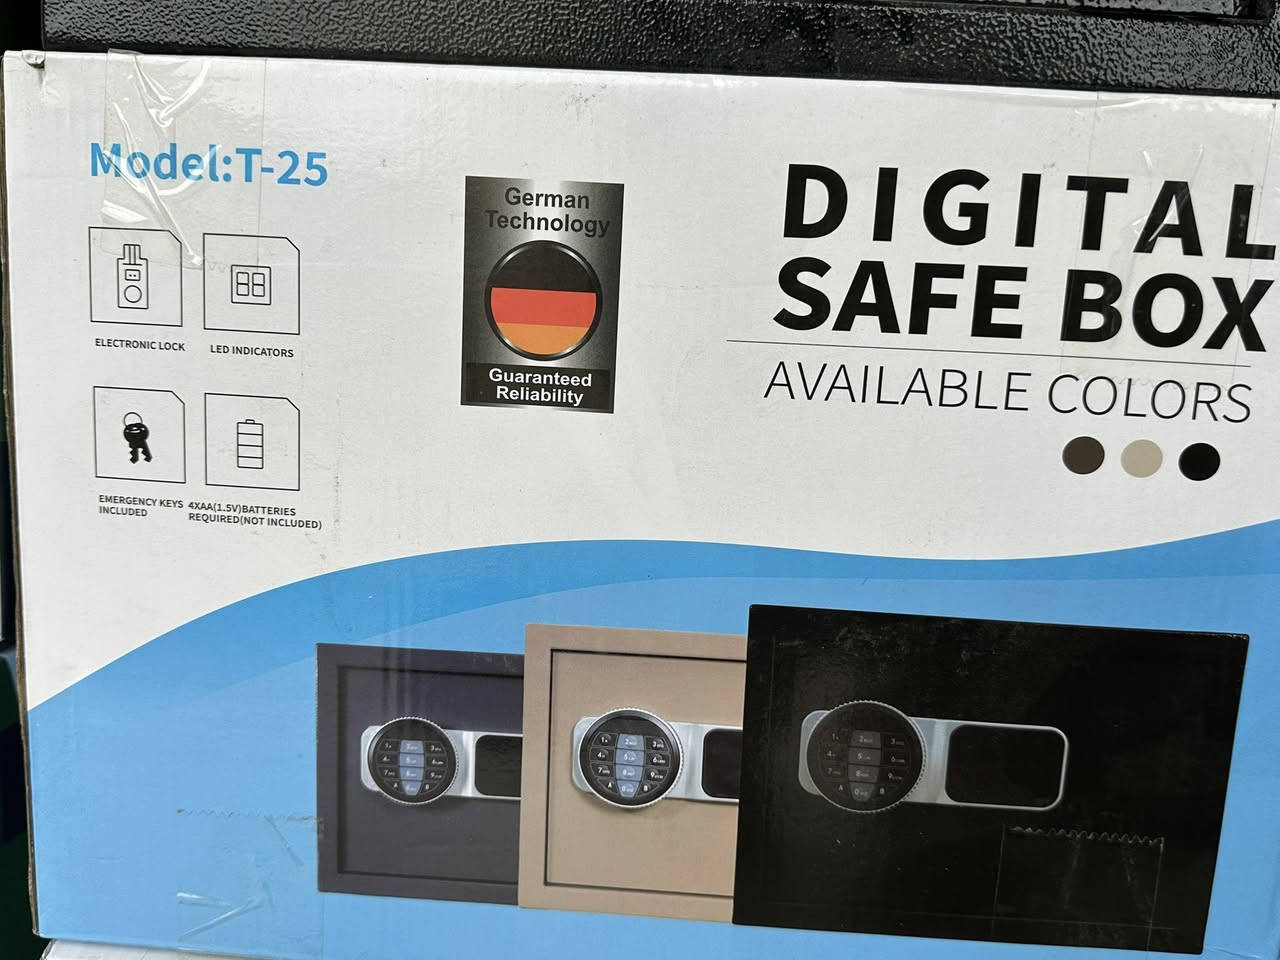 Model:T-25
ELECTRONIC LOCK
LED INDICATORS
EMERGENCY KEYS
INCLUDED
4XAA(1.5V)BATTERIES
REQUIRED(NOT INCLUDED)
German
Technology
Guaranteed
Reliability
DIGITAL
SAFE BOX
AVAILABLE COLORS